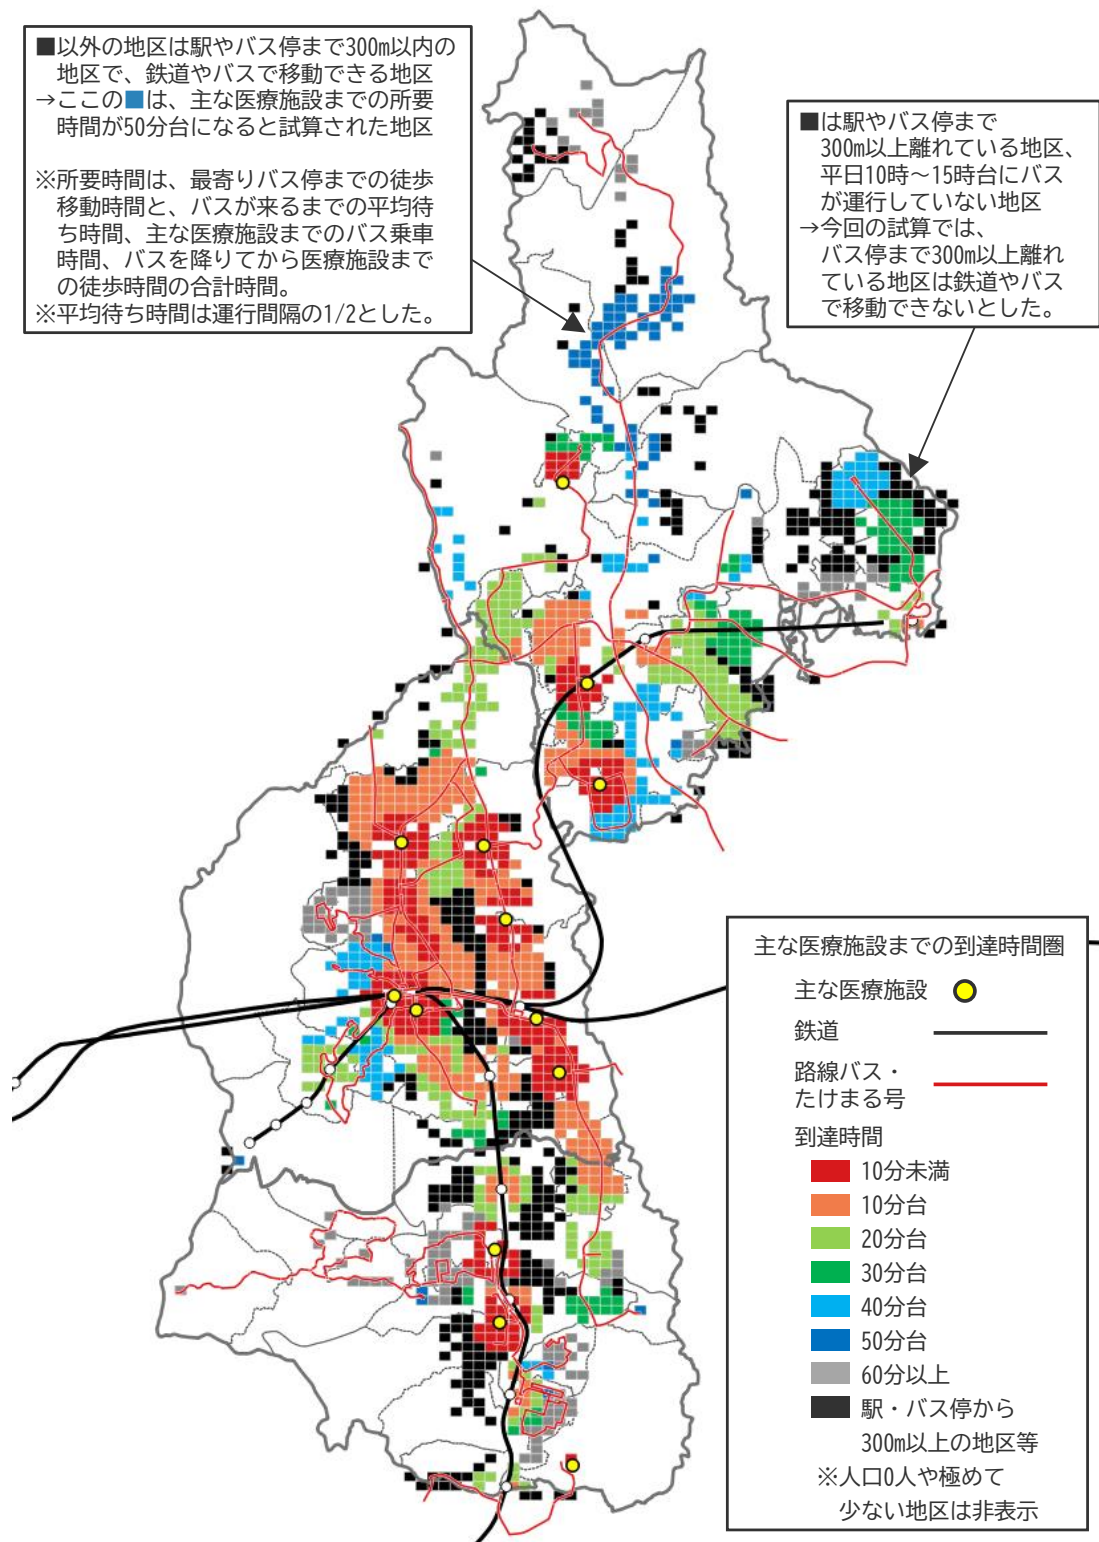 ■以外の地区は駅やバス停まで300m以内の
地区で、鉄道やバスで移動できる地区
→ここの■は、主な医療施設までの所要
時間が50分台になると試算された地区
※所要時間は、最寄りバス停までの徒歩
移動時間と、バスが来るまでの平均待
ち時間、主な医療施設までのバス乗車
時間、バスを降りてから医療施設まで
の徒歩時間の合計時間。
※平均待ち時間は運行間隔の1/2とした。
■は駅やバス停まで
300m以上離れている地区、
平日10時～15時台にバス
が運行していない地区
→今回の試算では、
バス停まで300m以上離れ
ている地区は鉄道やバス
で移動できないとした。
主な医療施設までの到達時間圏
主な医療施設
鉄道
路線バス・
たけまる号
到達時間
10分未満
10分台
20分台
30分台
40分台
50分台
60分以上
駅・バス停から
300m以上の地区等
※人口0人や極めて
少ない地区は非表示